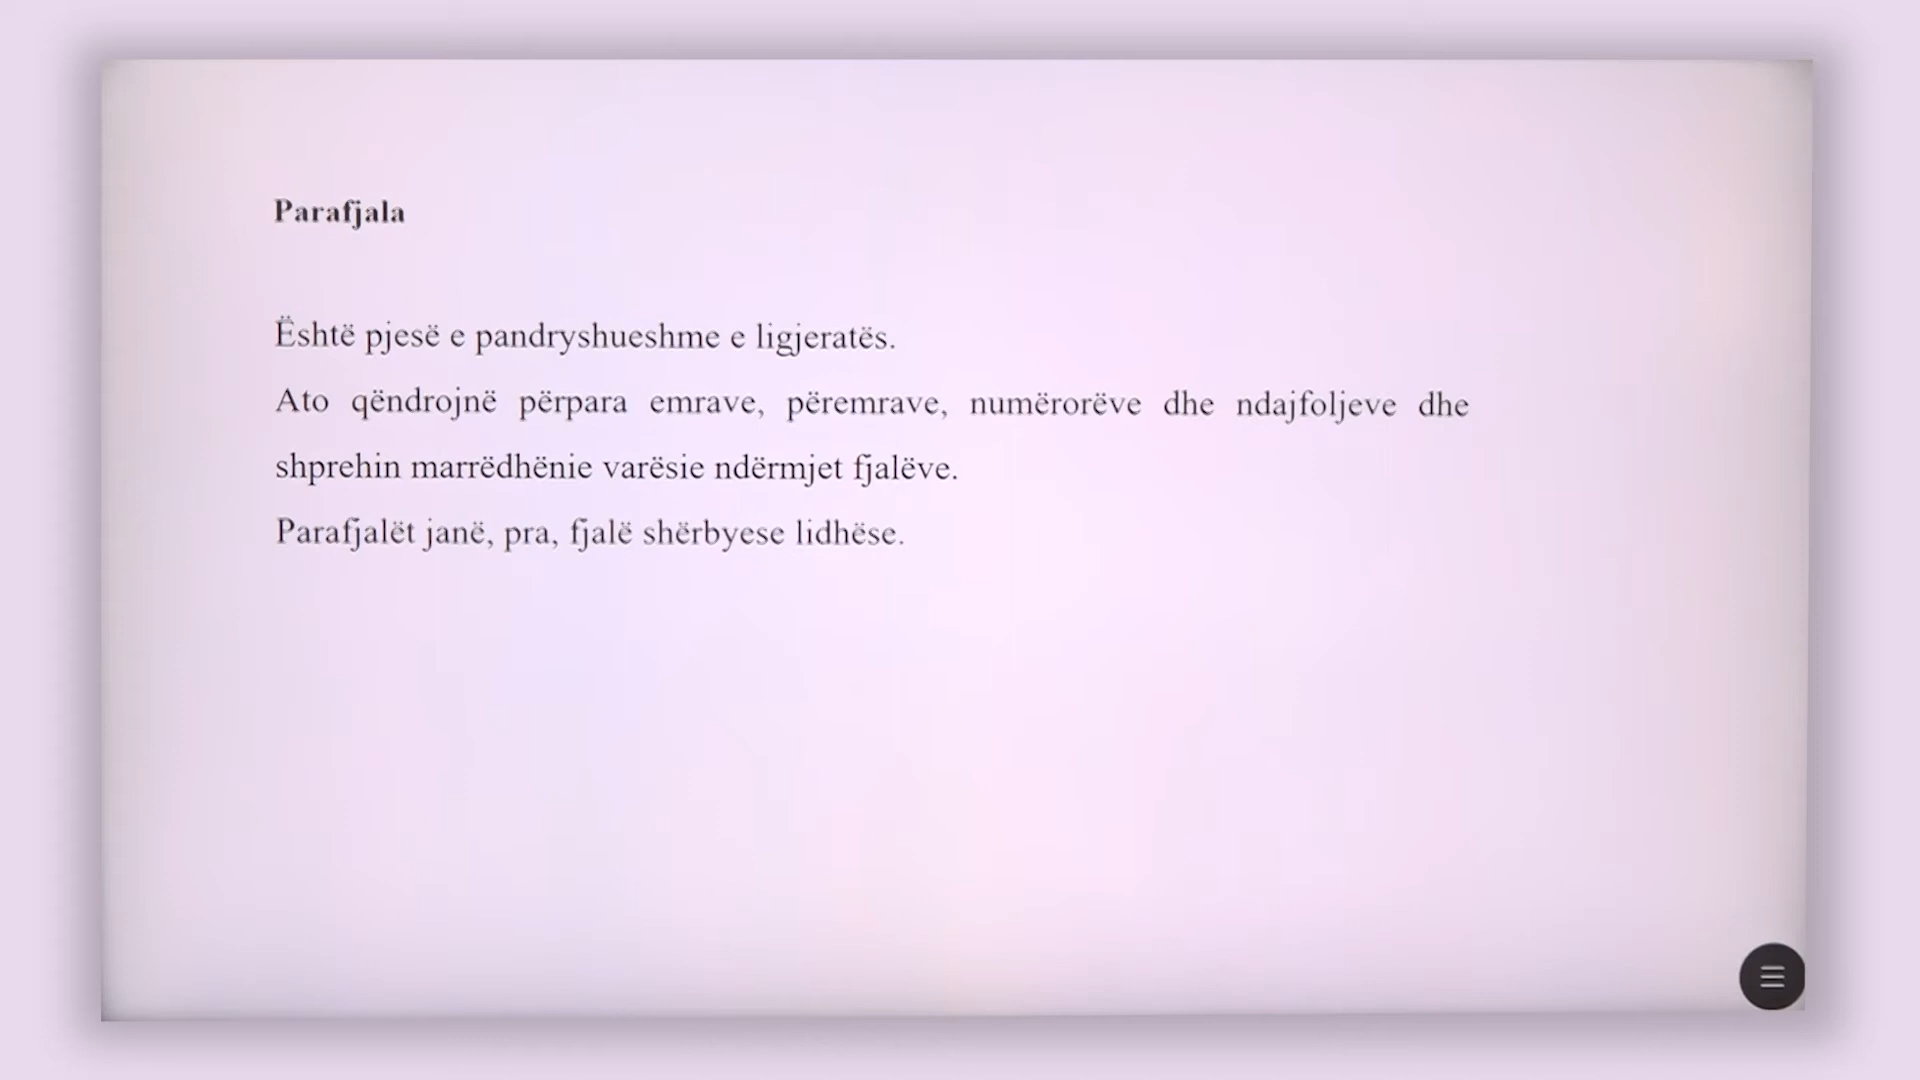 Parafjala
Është pjesë e pandryshueshme e ligjeratës.
Ato qëndrojnë përpara emrave, përemrave, numërorëve dhe ndajfoljeve dhe
shprehin marrëdhënie varësie ndërmjet fjalëve.
Parafjalët janë, pra, fjalë shërbyese lidhëse.